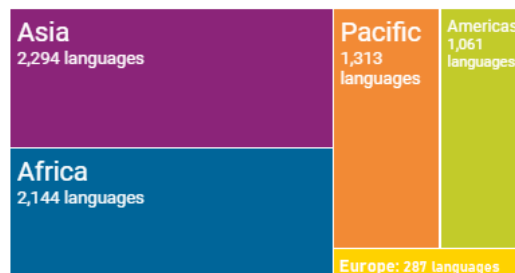 Asia
2,294 languages
Africa
2,144 languages
Pacific
1,313
languages
Americas
1,061
languages
Europe: 287 languages